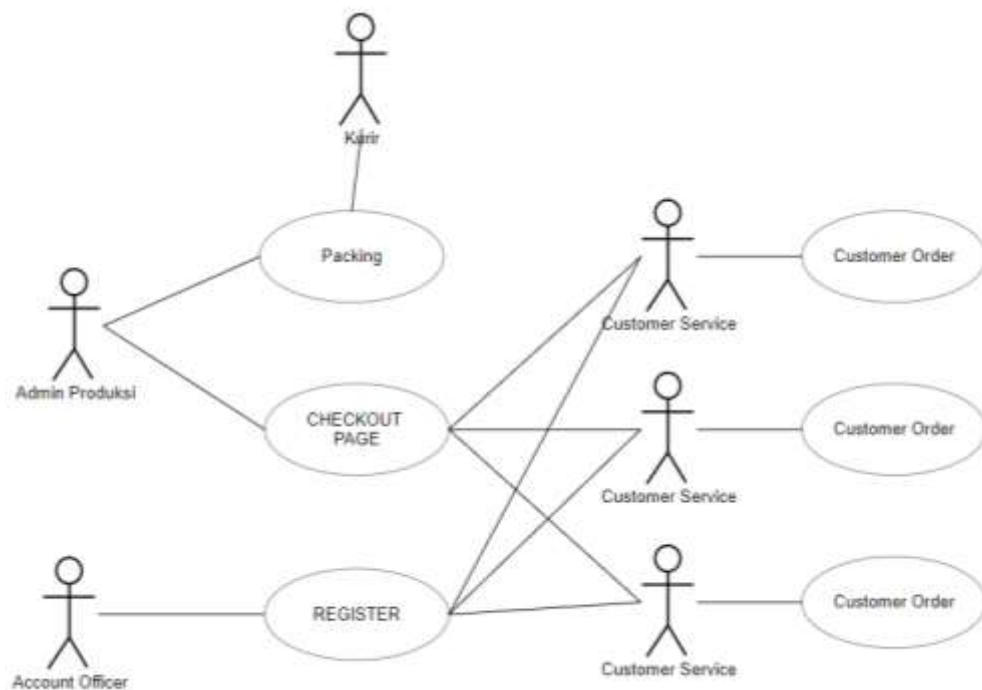 Kurir
Packing
Customer Order
Customer Service
Admin Produksi
CHECKOUT
PAGE
Customer Order
Customer Service
REGISTER
Customer Order
Account Officer
Customer Service